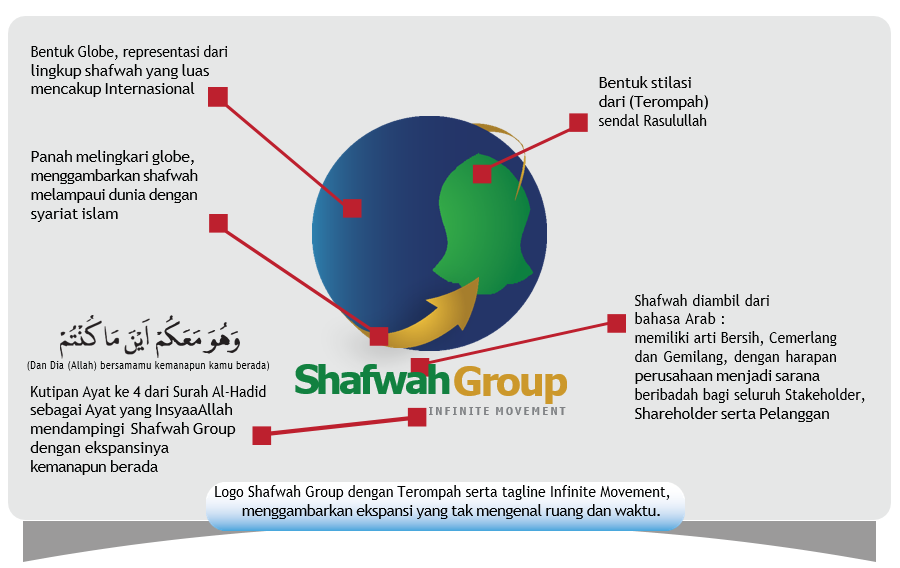 Bentuk Globe, representasi dari
lingkup shafwah yang luas
mencakup Internasional
Bentuk stilasi
dari (Terompah)
sendal Rasulullah
Panah melingkari globe,
menggambarkan shafwah
melampaui dunia dengan
syariat islam
Shafwah diambil dari
bahasa Arab :
memiliki arti Bersih, Cemerlang
dan Gemilang, dengan harapan
perusahaan menjadi sarana
beribadah bagi seluruh Stakeholder,
Shareholder serta Pelanggan
وَهُوَ مَعَكُمْ اَيْنَ مَا كُنْتُمْ
(Dan Dia (Allah) bersamamu kemanapun kamu berada)
Kutipan Ayat ke 4 dari Surah Al-Hadid
sebagai Ayat yang InsyaaAllah
mendampingi Shafwah Group
dengan ekspansinya
kemanapun berada
Shafwah Group
INFINITE MOVEMENT
Logo Shafwah Group dengan Terompah serta tagline Infinite Movement,
menggambarkan ekspansi yang tak mengenal ruang dan waktu.